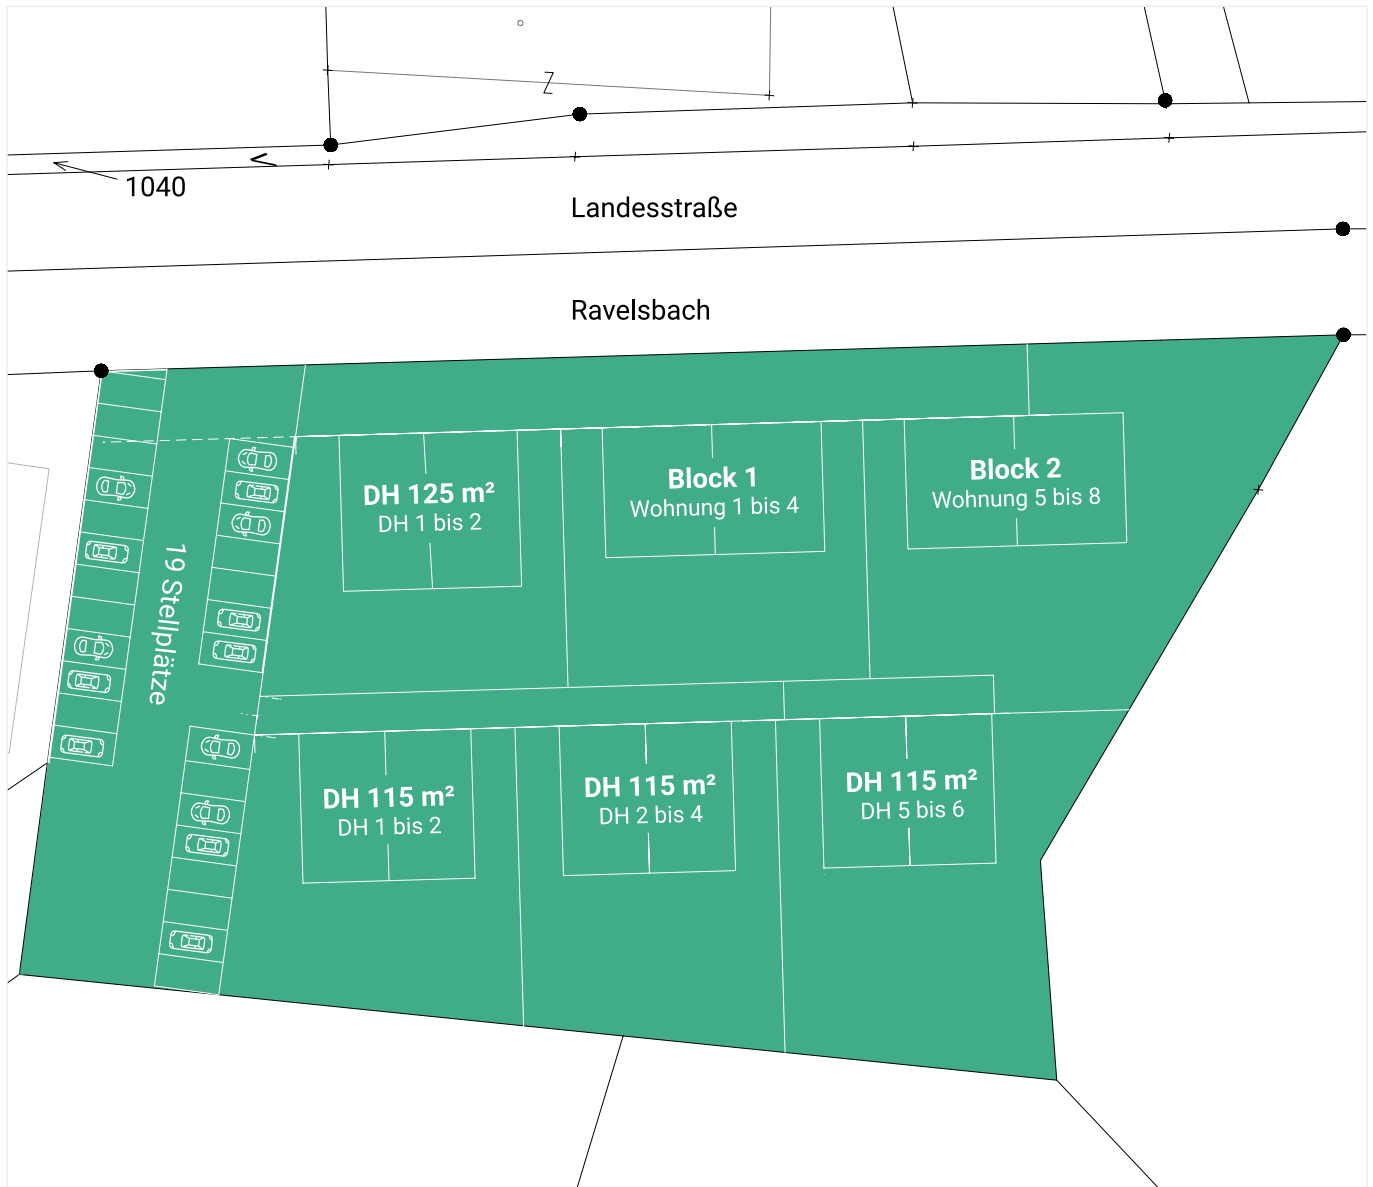 Z
<
1040
Landesstraße
Ravelsbach
DH 125 m²
DH 1 bis 2
Block 1
Wohnung 1 bis 4
Block 2
Wohnung 5 bis 8
19 Stellplätze
DH 115 m²
DH 1 bis 2
DH 115 m²
DH 2 bis 4
DH 115 m²
DH 5 bis 6